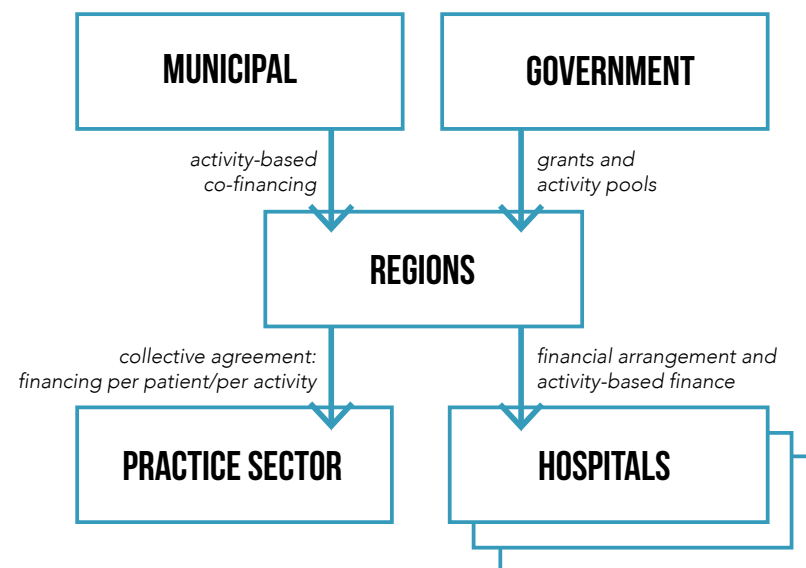 MUNICIPAL
GOVERNMENT
activity-based
co-financing
grants and
activity pools
REGIONS
collective agreement:
financing per patient/per activity
financial arrangement and
activity-based finance
PRACTICE SECTOR
HOSPITALS